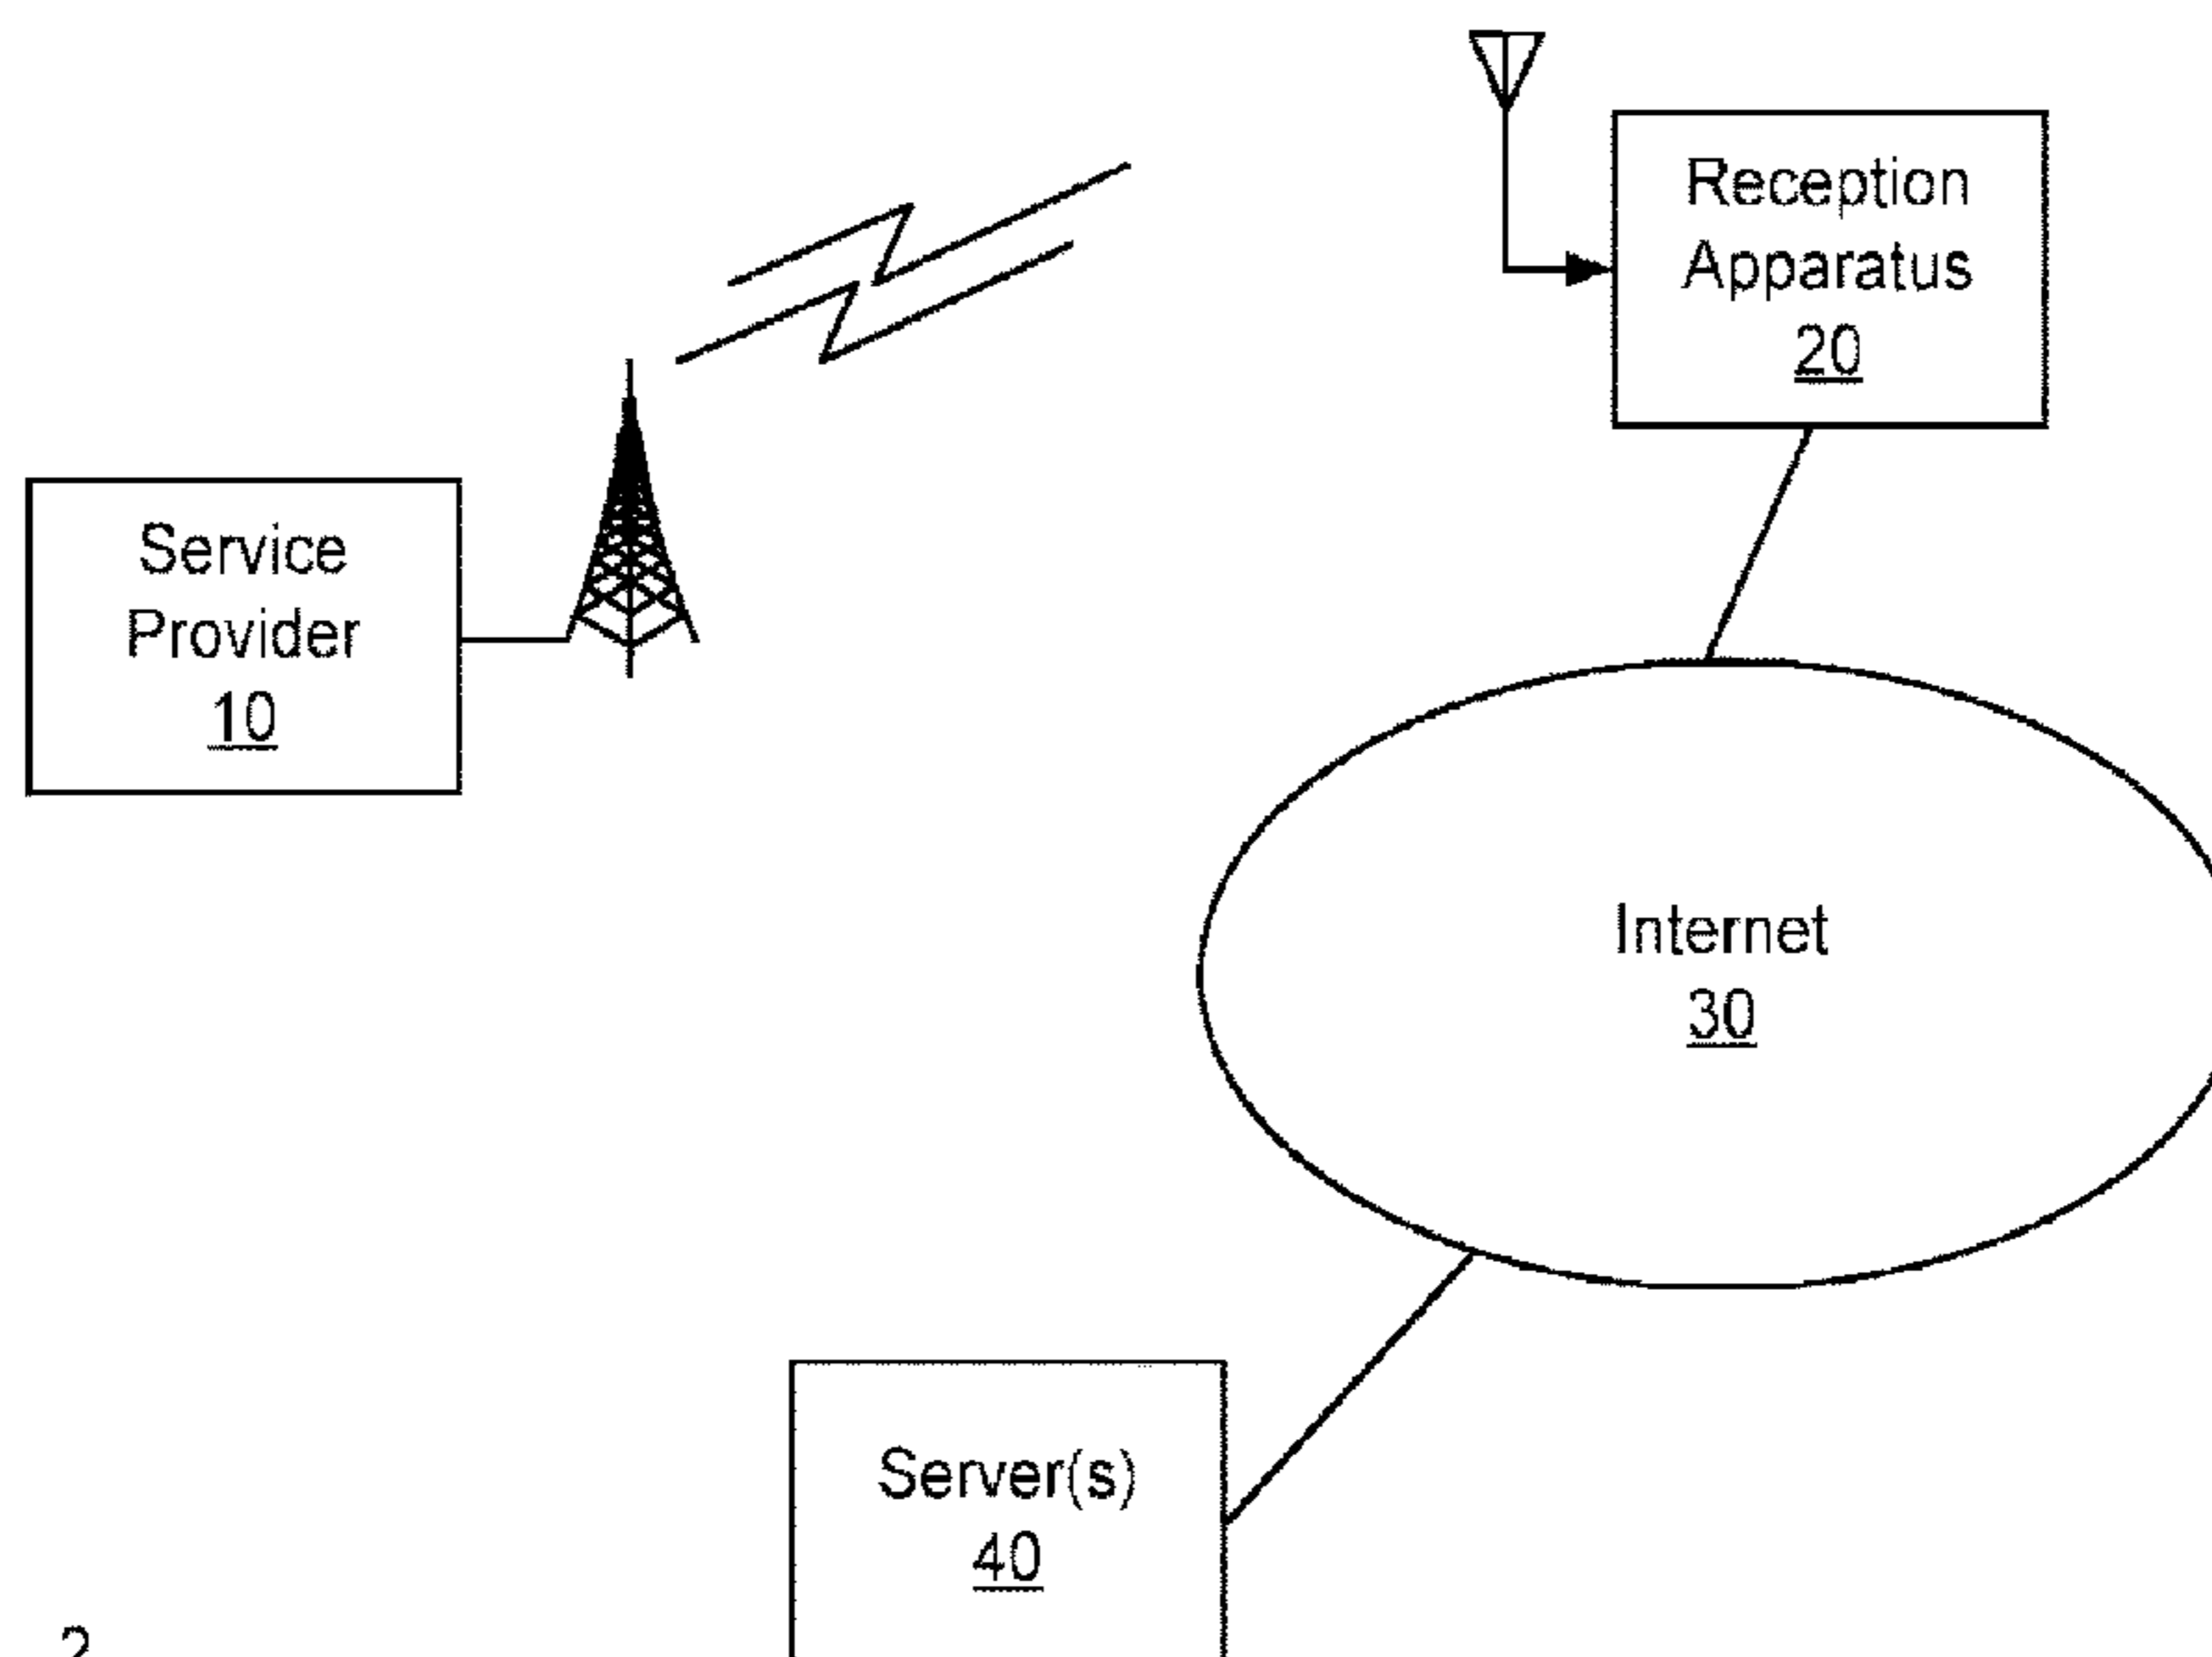 Reception
Apparatus
20
Service
Provider
10
Internet
30
Server(s)
40
2